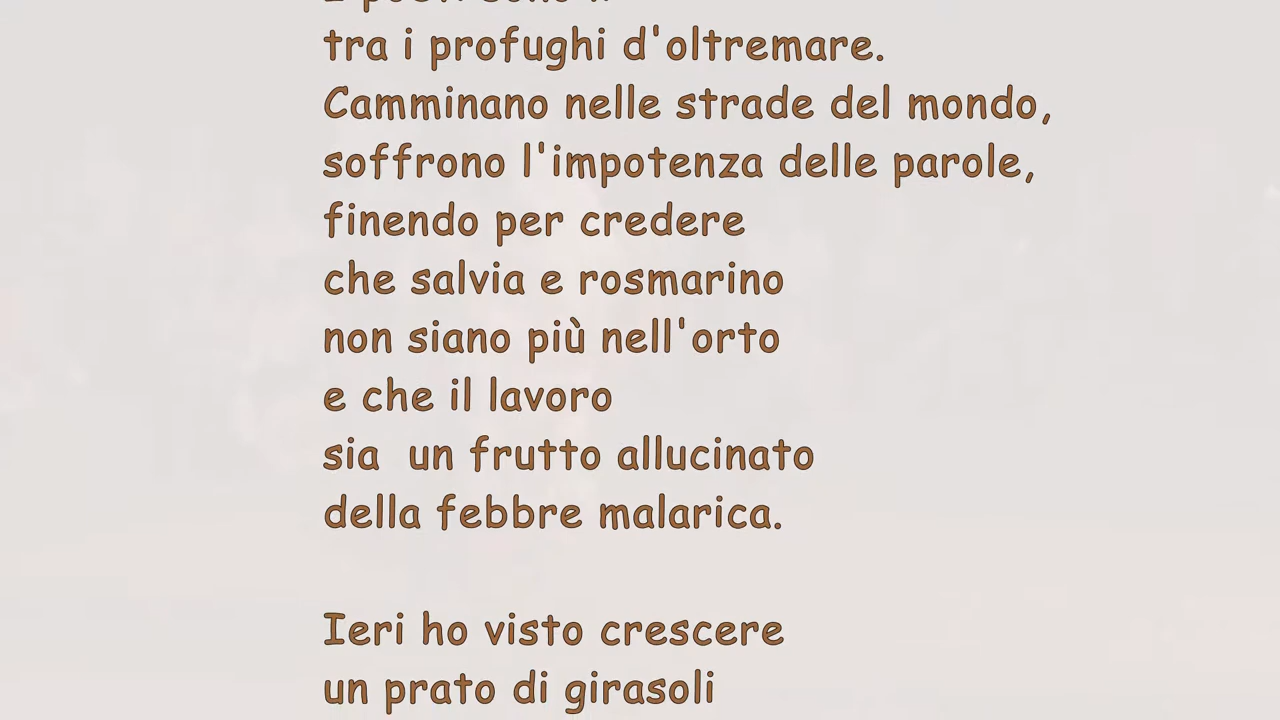 tra i profughi d'oltremare.
Camminano nelle strade del mondo,
soffrono l'impotenza delle parole,
finendo per credere
che salvia e rosmarino
non siano più nell'orto
e che il lavoro
sia  un frutto allucinato
della febbre malarica.
Ieri ho visto crescere
un prato di girasoli